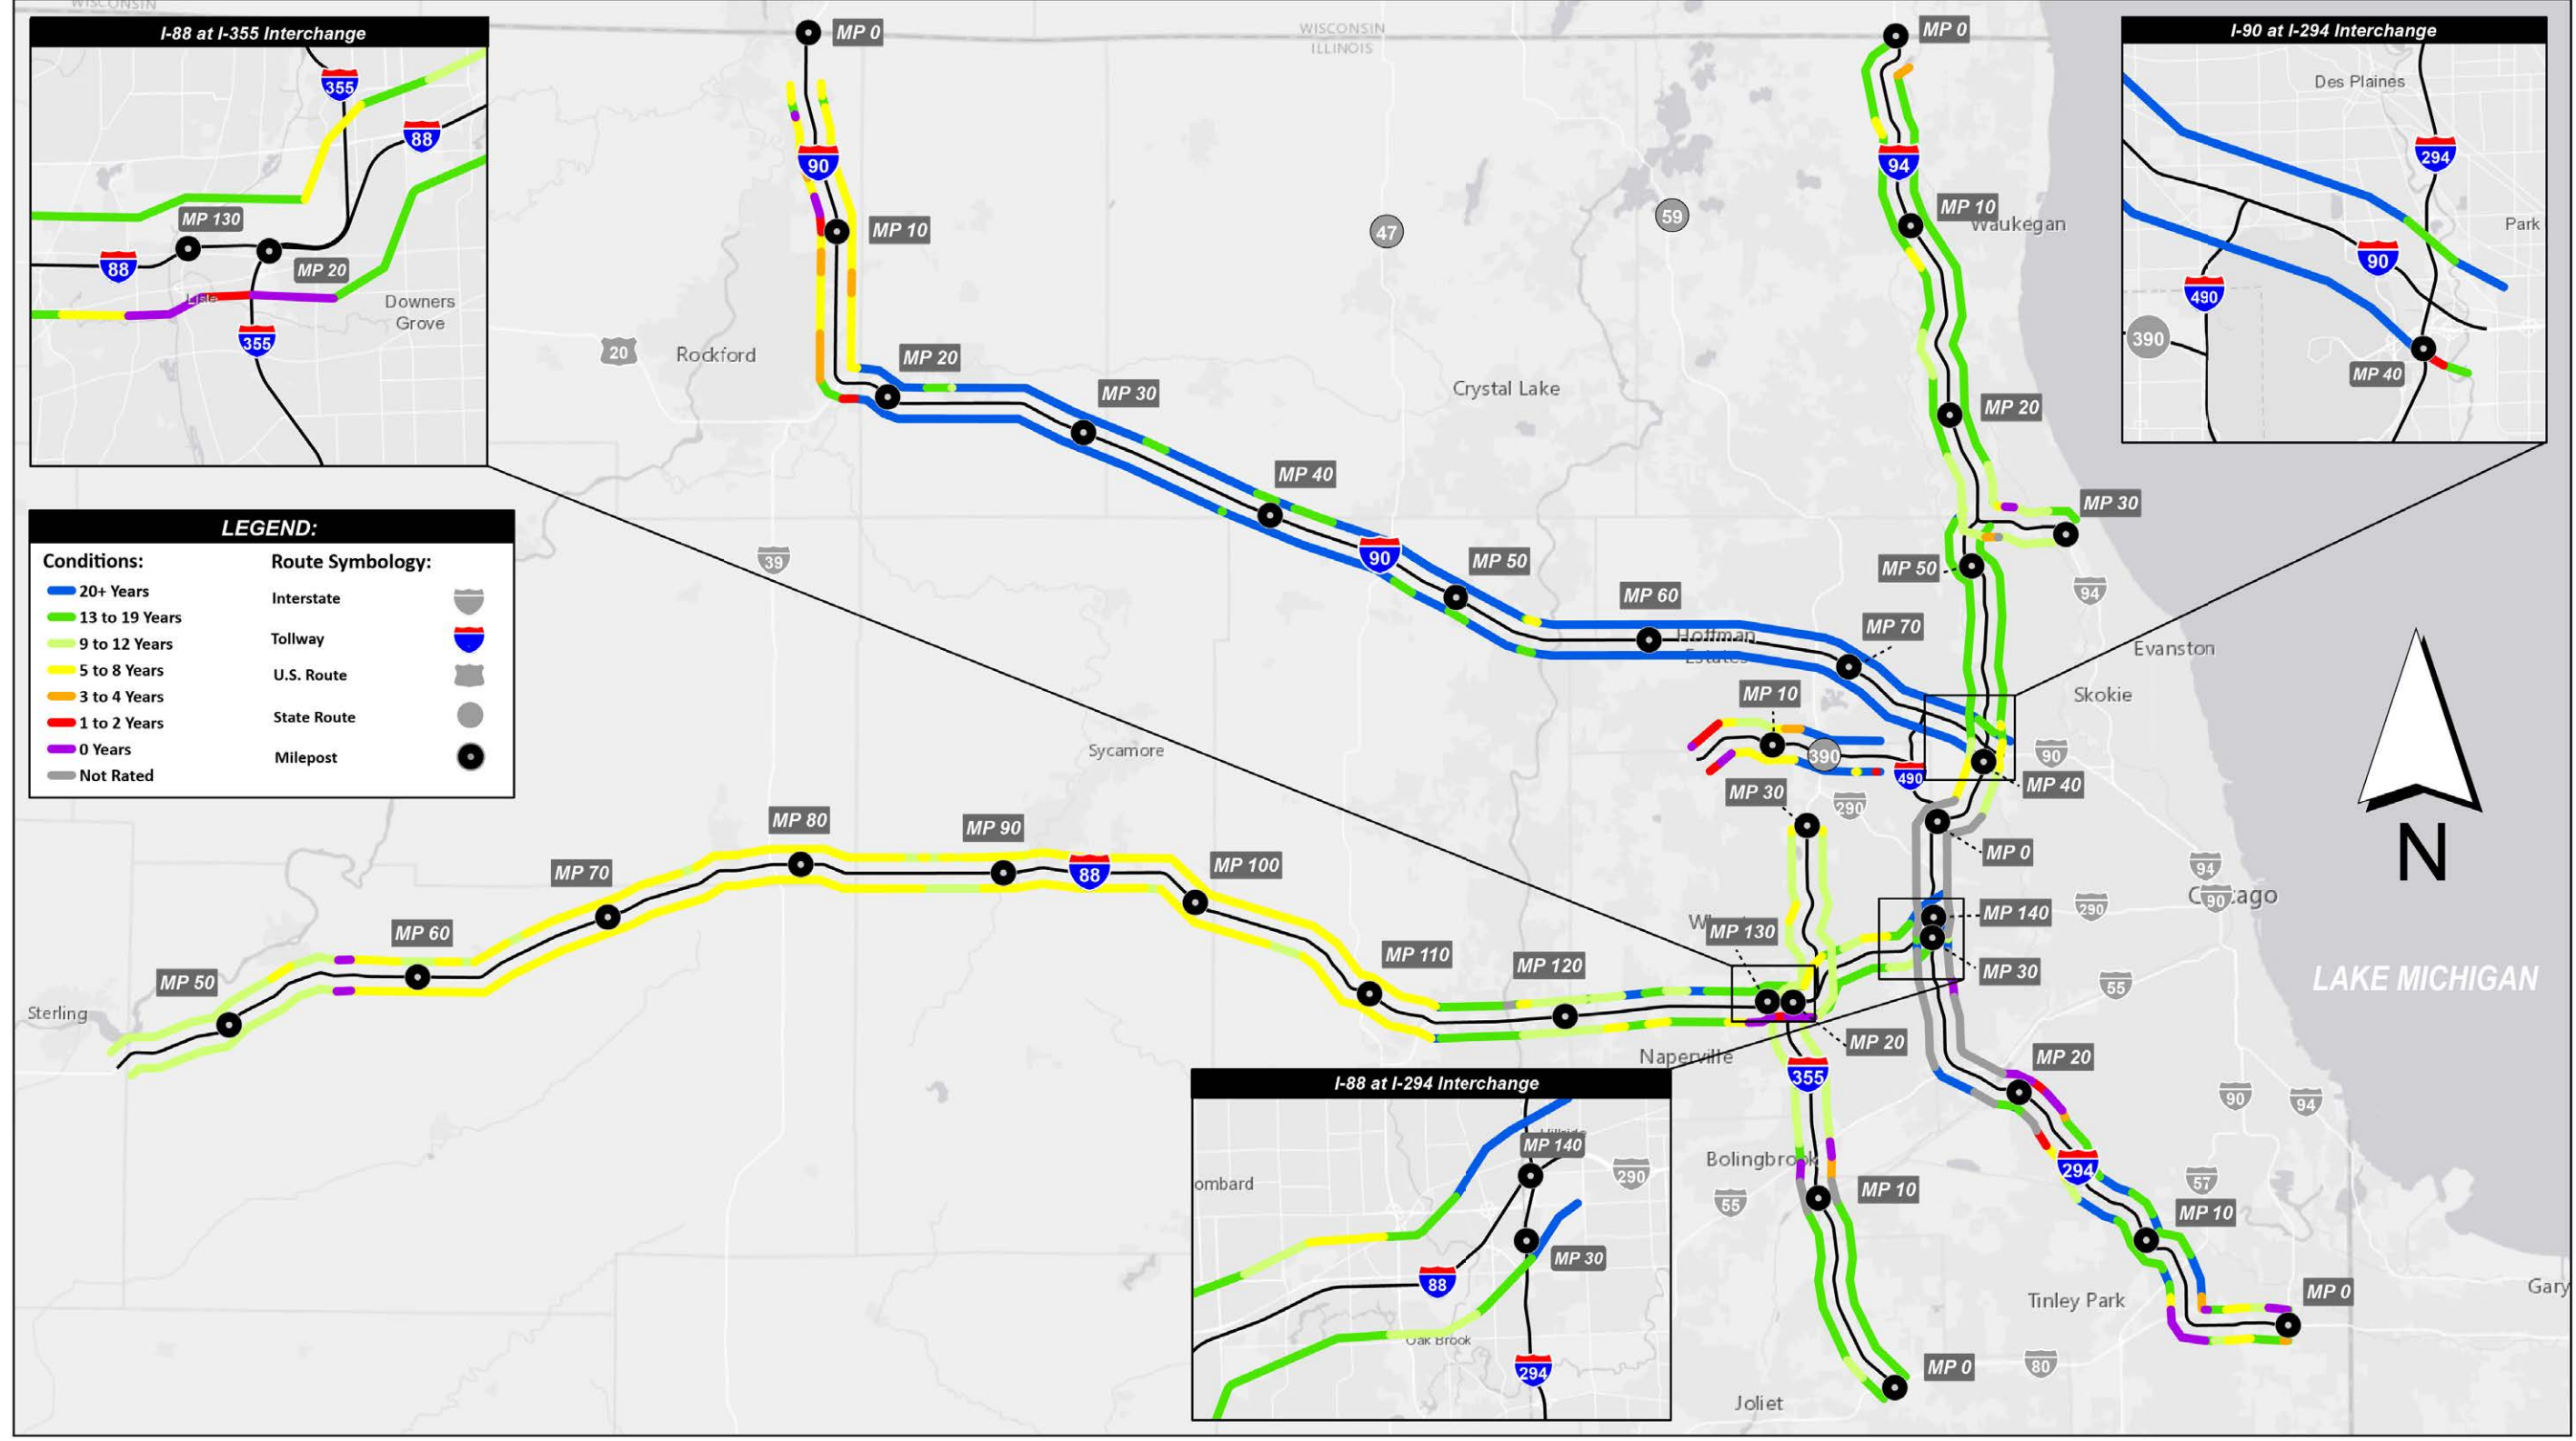 WISCONSIN
WISCONSIN
ILLINOIS
I-88 at I-355 Interchange
355
88
MP 130
88
MP 20
Lisle
Downers
Grove
355
MP 0
90
MP 10
20
Rockford
MP 20
MP 30
47
59
Crystal Lake
MP 40
90
MP 50
MP 60
Hoffman
Estates
MP 70
39
Sycamore
MP 0
94
MP 10
Waukegan
MP 20
MP 30
MP 50
94
Evanston
Skokie
I-90 at I-294 Interchange
Des Plaines
294
Park
90
490
390
MP 40
LEGEND:
Conditions:
20+ Years
13 to 19 Years
9 to 12 Years
5 to 8 Years
3 to 4 Years
1 to 2 Years
0 Years
Not Rated
Route Symbology:
Interstate
Tollway
U.S. Route
State Route
Milepost
MP 10
390
490
90
MP 40
MP 30
290
MP 0
94
N
MP 80
MP 90
88
MP 100
MP 70
MP 60
MP 50
Sterling
MP 110
MP 120
MP 130
MP 140
290
90
Chicago
MP 30
55
LAKE MICHIGAN
Naperville
MP 20
355
MP 20
90
94
I-88 at I-294 Interchange
Hillside
MP 140
290
ombard
MP 30
88
Oak Brook
294
Bolingbrook
55
MP 10
294
57
MP 10
Tinley Park
MP 0
Gary
MP 0
80
Joliet